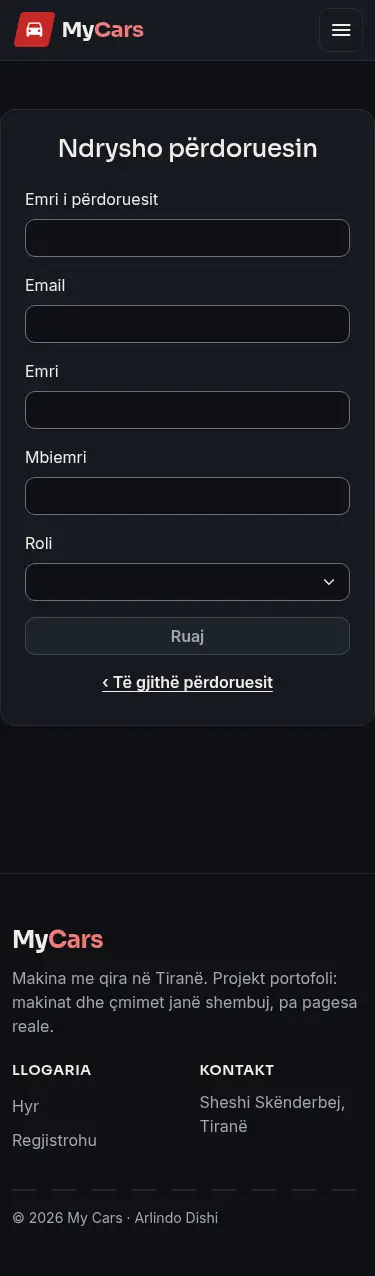 MyCars
Ndrysho përdoruesin
Emri i përdoruesit
Email
Emri
Mbiemri
Roli
Ruaj
‹ Të gjithë përdoruesit
MyCars
Makina me qira në Tiranë. Projekt portofoli:
makinat dhe çmimet janë shembuj, pa pagesa
reale.
LLOGARIA
Hyr
Regjistrohu
KONTAKT
Sheshi Skënderbej,
Tiranë
© 2026 My Cars · Arlindo Dishi